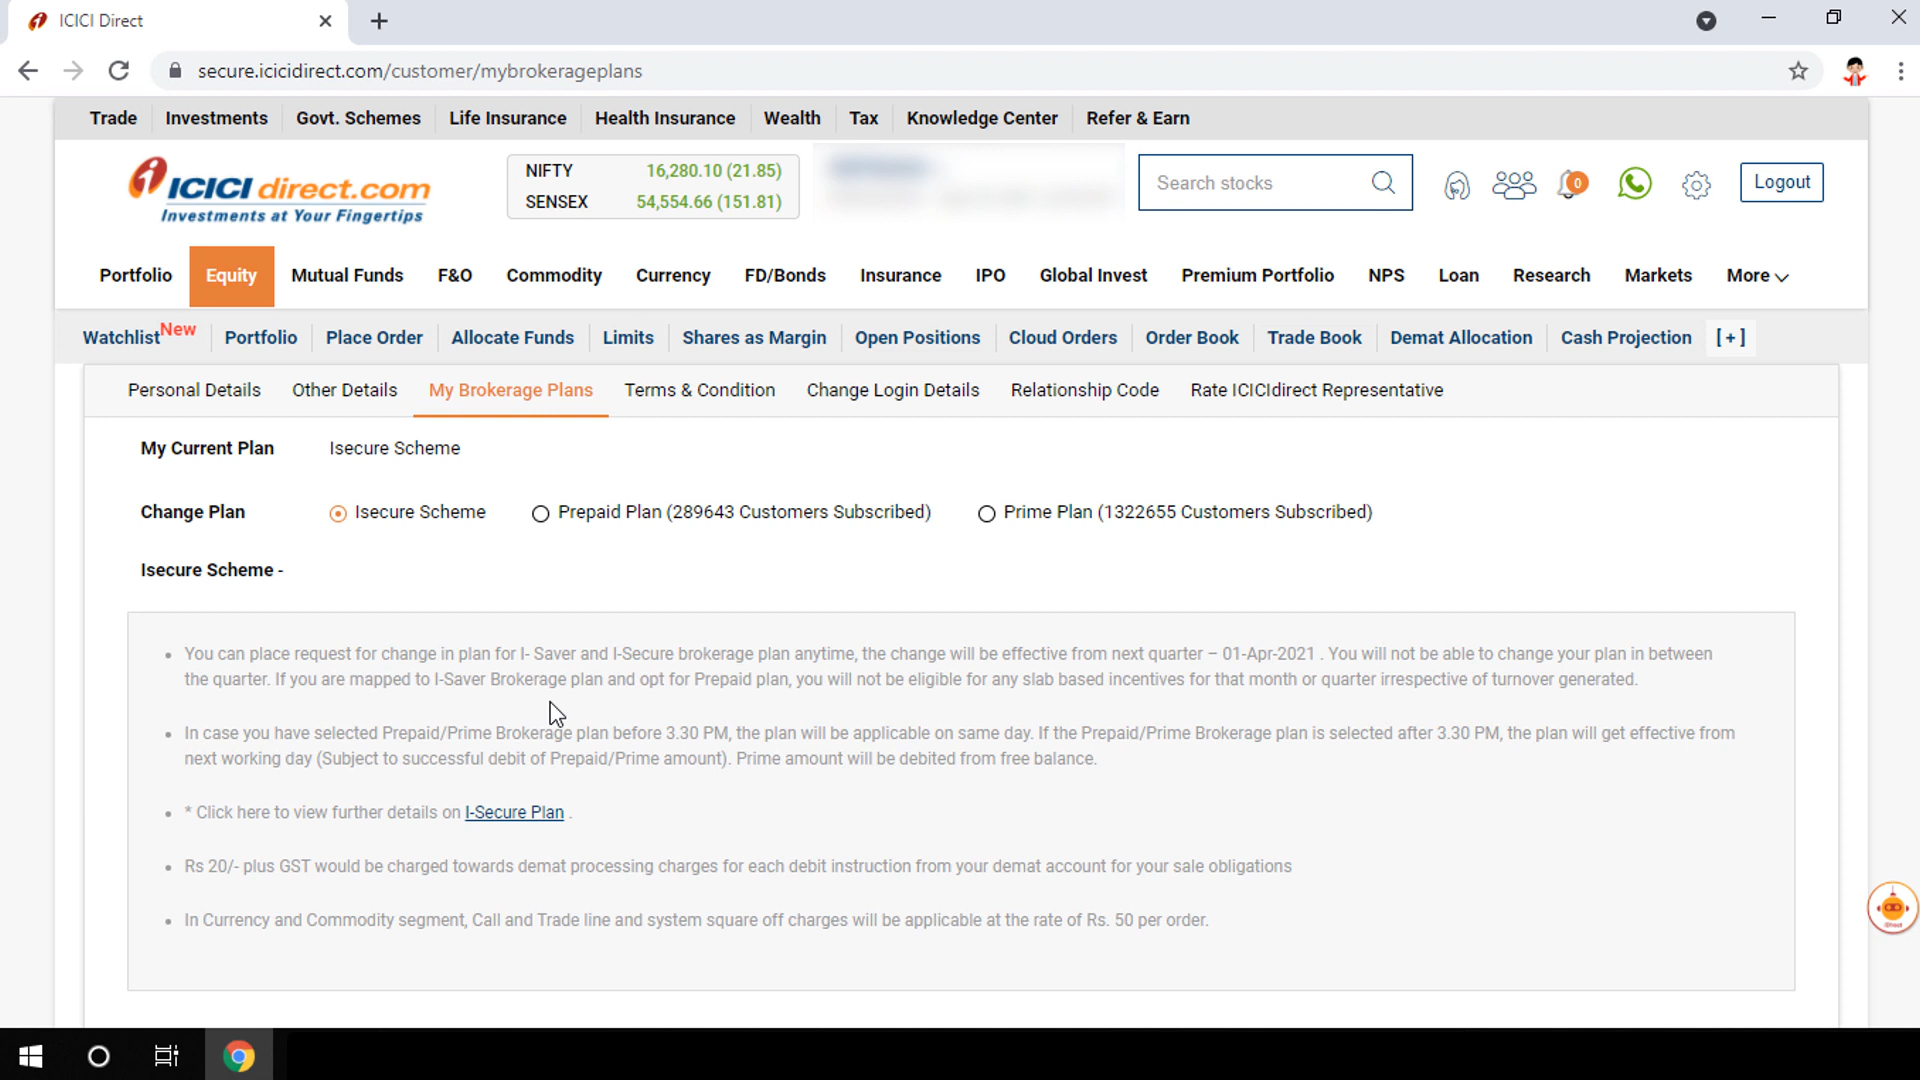 ICICI Direct
secure.icicidirect.com/customer/mybrokerageplans
Trade Investments Govt. Schemes Life Insurance Health Insurance Wealth Tax Knowledge Center Refer & Earn
ICICI direct.com
Investments at Your Fingertips
NIFTY 16,280.10 (21.85)
SENSEX 54,554.66 (151.81)
Search stocks
0
Logout
Portfolio Equity Mutual Funds F&O Commodity Currency FD/Bonds Insurance IPO Global Invest Premium Portfolio NPS Loan Research Markets More
Watchlist New Portfolio Place Order Allocate Funds Limits Shares as Margin Open Positions Cloud Orders Order Book Trade Book Demat Allocation Cash Projection [+]
Personal Details Other Details My Brokerage Plans Terms & Condition Change Login Details Relationship Code Rate ICICIdirect Representative
My Current Plan Isecure Scheme
Change Plan Isecure Scheme Prepaid Plan (289643 Customers Subscribed) Prime Plan (1322655 Customers Subscribed)
Isecure Scheme -
• You can place request for change in plan for I- Saver and I-Secure brokerage plan anytime, the change will be effective from next quarter – 01-Apr-2021 . You will not be able to change your plan in between
the quarter. If you are mapped to I-Saver Brokerage plan and opt for Prepaid plan, you will not be eligible for any slab based incentives for that month or quarter irrespective of turnover generated.
• In case you have selected Prepaid/Prime Brokerage plan before 3.30 PM, the plan will be applicable on same day. If the Prepaid/Prime Brokerage plan is selected after 3.30 PM, the plan will get effective from
next working day (Subject to successful debit of Prepaid/Prime amount). Prime amount will be debited from free balance.
• * Click here to view further details on I-Secure Plan .
• Rs 20/- plus GST would be charged towards demat processing charges for each debit instruction from your demat account for your sale obligations
• In Currency and Commodity segment, Call and Trade line and system square off charges will be applicable at the rate of Rs. 50 per order.